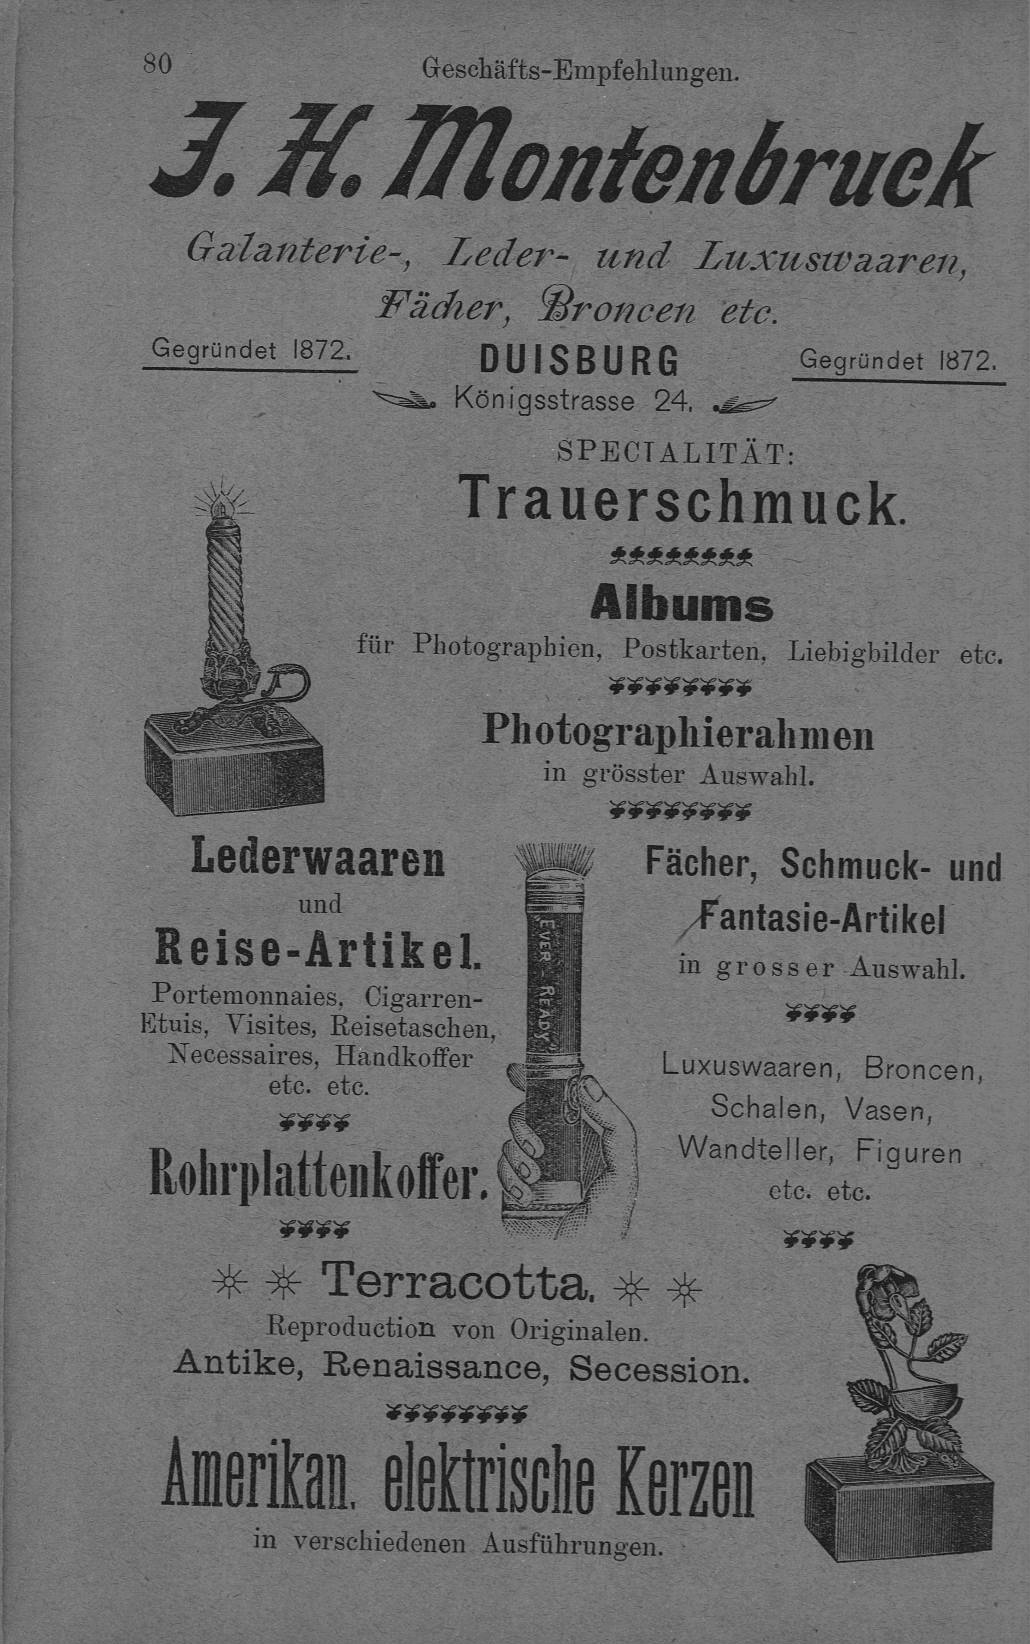 80
Geschäfts-Empfehlungen.
J. H. Montenbruck
Galanterie-, Leder- und Luxuswaaren,
Fächer, Broncen etc.
Gegründet 1872.
DUISBURG
Gegründet 1872.
Königsstrasse 24.
SPECIALITÄT:
Trauerschmuck.
Albums
für Photographien, Postkarten, Liebigbilder etc.
Photographierahmen
in grösster Auswahl.
Lederwaaren
und
Reise-Artikel.
Portemonnaies, Cigarren-
Etuis, Visites, Reisetaschen,
Necessaires, Handkoffer
etc. etc.
Rohrplattenkoffer.
EVER-READY
Fächer, Schmuck- und
Fantasie-Artikel
in grosser Auswahl.
Luxuswaaren, Broncen,
Schalen, Vasen,
Wandteller, Figuren
etc. etc.
Terracotta.
Reproduction von Originalen.
Antike, Renaissance, Secession.
Amerikan. elektrische Kerzen
in verschiedenen Ausführungen.